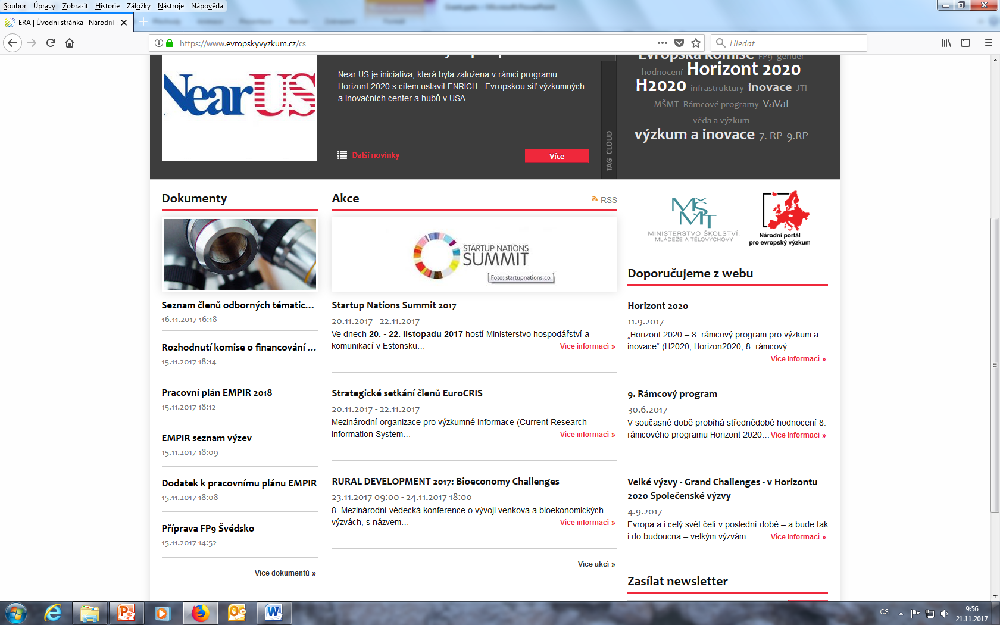 Soubor Úpravy Zobrazit Historie Záložky Nástroje Nápověda
ERA | Úvodní stránka | Národní
https://www.evropskyvyzkum.cz/cs
Hledat
NearUS
Near US je iniciativa, která byla založena v rámci programu
Horizont 2020 s cílem ustavit ENRICH - Evropskou síť výzkumných
a inovačních center a hubů v USA...
Další novinky
Více
TAG CLOUD
Evropská komise FP9 gender
hodnocení Horizont 2020
H2020 infrastruktury inovace JTI
MŠMT Rámcové programy VaVaI
věda a výzkum
výzkum a inovace 7. RP 9.RP
Dokumenty
Seznam členů odborných tématic...
16.11.2017 16:18
Rozhodnutí komise o financování ...
15.11.2017 18:14
Pracovní plán EMPIR 2018
15.11.2017 18:12
EMPIR seznam výzev
15.11.2017 18:09
Dodatek k pracovnímu plánu EMPIR
15.11.2017 18:08
Příprava FP9 Švédsko
15.11.2017 14:52
Více dokumentů »
Akce
RSS
STARTUP NATIONS
SUMMIT
Foto: startupnations.co
Startup Nations Summit 2017
20.11.2017 - 22.11.2017
Ve dnech 20. - 22. listopadu 2017 hostí Ministerstvo hospodářství a
komunikací v Estonsku... Více informací »
Strategické setkání členů EuroCRIS
20.11.2017 - 22.11.2017
Mezinárodní organizace pro výzkumné informace (Current Research
Information System... Více informací »
RURAL DEVELOPMENT 2017: Bioeconomy Challenges
23.11.2017 09:00 - 24.11.2017 18:00
8. Mezinárodní vědecká konference o vývoji venkova a bioekonomických
výzvách, s názvem... Více informací »
Více akcí »
MŠMT
MINISTERSTVO ŠKOLSTVÍ,
MLÁDEŽE A TĚLOVÝCHOVY
Národní portál
pro evropský výzkum
Doporučujeme z webu
Horizont 2020
11.9.2017
„Horizont 2020 – 8. rámcový program pro výzkum a
inovace“ (H2020, Horizon2020, 8. rámcový...
Více informací »
9. Rámcový program
30.6.2017
V současné době probíhá střednědobé hodnocení 8.
rámcového programu Horizont 2020... Více informací »
Velké výzvy - Grand Challenges - v Horizontu
2020 Společenské výzvy
4.9.2017
Evropa a i celý svět čelí v poslední době – a bude tak
i do budoucna – velkým výzvám... Více informací »
Zasílat newsletter
CS
9:56
21.11.2017